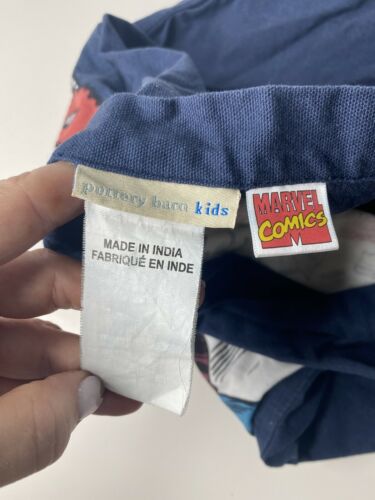 pottery barn kids
MARVEL
COMICS
MADE IN INDIA
FABRIQUÉ EN INDE